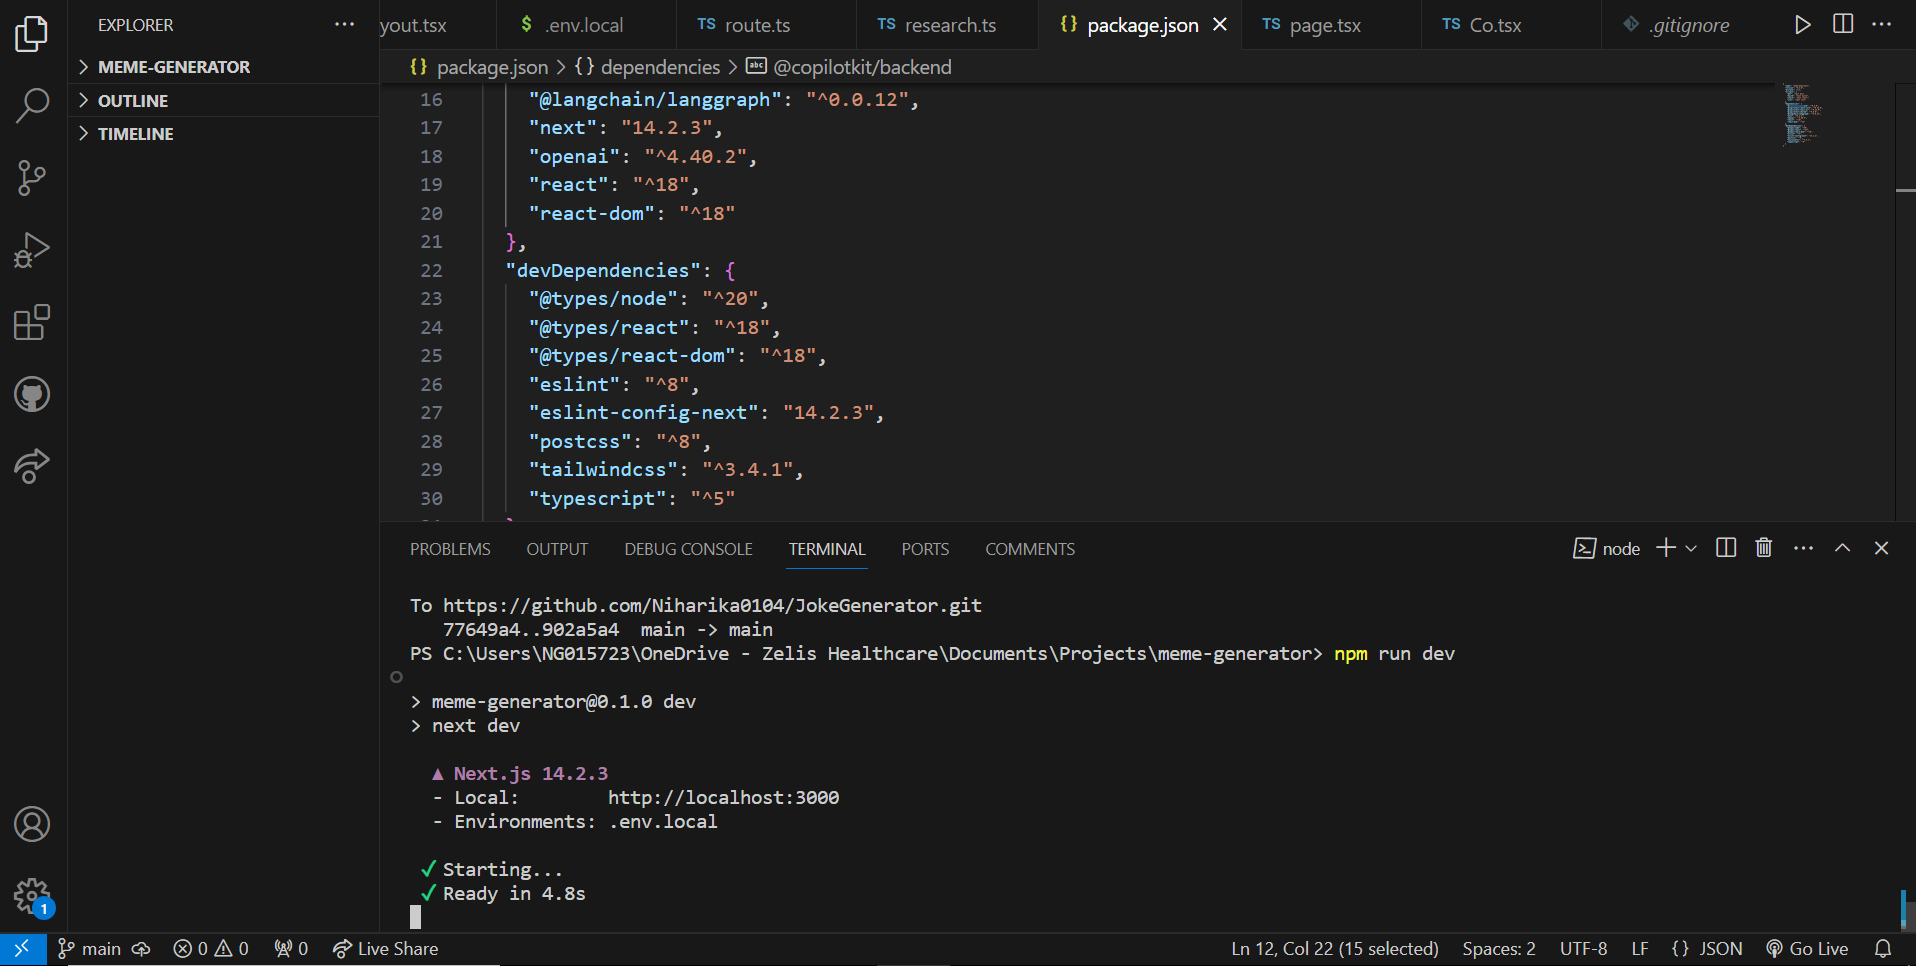 EXPLORER
MEME-GENERATOR
OUTLINE
TIMELINE
yout.tsx
$ .env.local
TS route.ts
TS research.ts
{} package.json
TS page.tsx
TS Co.tsx
.gitignore
{} package.json > {} dependencies > abc @copilotkit/backend
16 "@langchain/langgraph": "^0.0.12",
17 "next": "14.2.3",
18 "openai": "^4.40.2",
19 "react": "^18",
20 "react-dom": "^18"
21 },
22 "devDependencies": {
23 "@types/node": "^20",
24 "@types/react": "^18",
25 "@types/react-dom": "^18",
26 "eslint": "^8",
27 "eslint-config-next": "14.2.3",
28 "postcss": "^8",
29 "tailwindcss": "^3.4.1",
30 "typescript": "^5"
PROBLEMS OUTPUT DEBUG CONSOLE TERMINAL PORTS COMMENTS
node
To https://github.com/Niharika0104/JokeGenerator.git
77649a4..902a5a4 main -> main
PS C:\Users\NG015723\OneDrive - Zelis Healthcare\Documents\Projects\meme-generator> npm run dev
> meme-generator@0.1.0 dev
> next dev
▲ Next.js 14.2.3
- Local: http://localhost:3000
- Environments: .env.local
✓ Starting...
✓ Ready in 4.8s
1
main 0 0 0 Live Share
Ln 12, Col 22 (15 selected) Spaces: 2 UTF-8 LF {} JSON Go Live